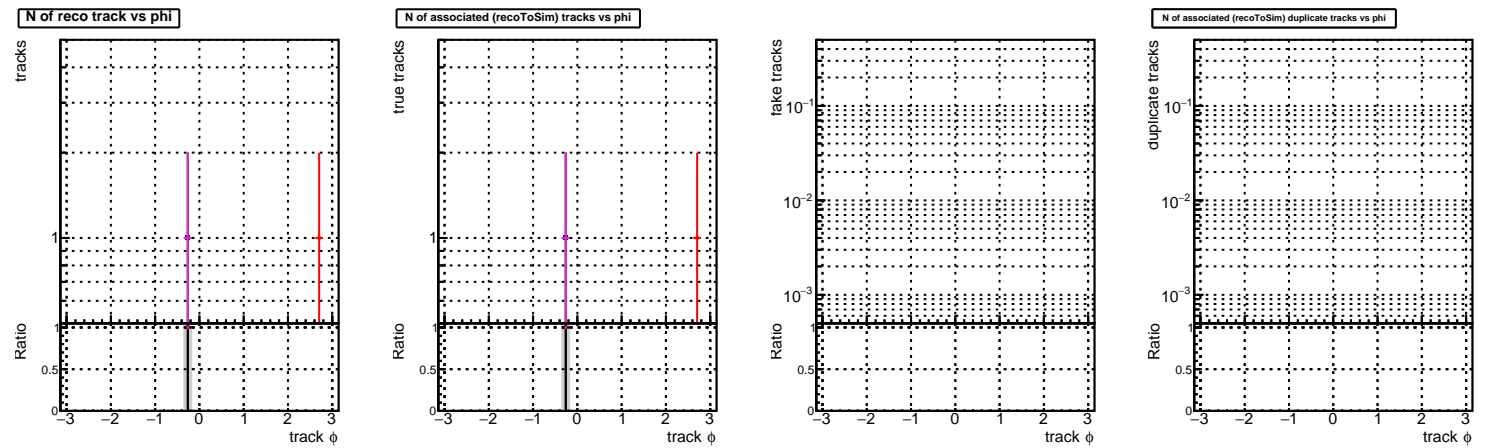 N of reco track vs phi
tracks
1
Ratio
1
0.5
0
−3 −2 −1 0 1 2 3
track ϕ
N of associated (recoToSim) tracks vs phi
true tracks
1
Ratio
1
0.5
0
−3 −2 −1 0 1 2 3
track ϕ
fake tracks
10−1
10−2
10−3
Ratio
1
0.5
0
−3 −2 −1 0 1 2 3
track ϕ
N of associated (recoToSim) duplicate tracks vs phi
duplicate tracks
10−1
10−2
10−3
Ratio
1
0.5
0
−3 −2 −1 0 1 2 3
track ϕ